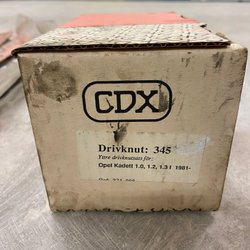 CDX
Drivknut: 345
Yttre drivknutsats för:
Opel Kadett 1.0, 1.2, 1.3 l 1981-